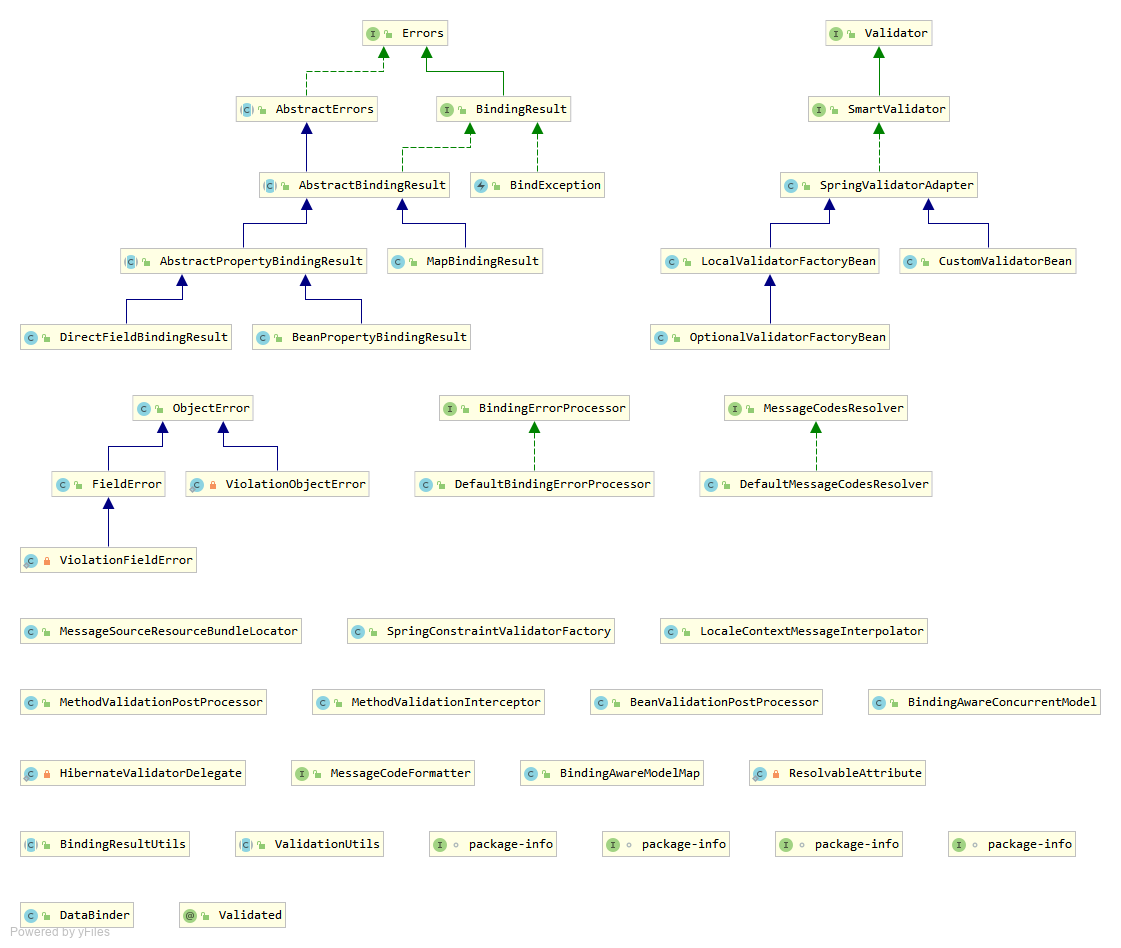 Errors
Validator
AbstractErrors
BindingResult
SmartValidator
AbstractBindingResult
BindException
SpringValidatorAdapter
AbstractPropertyBindingResult
MapBindingResult
LocalValidatorFactoryBean
CustomValidatorBean
DirectFieldBindingResult
BeanPropertyBindingResult
OptionalValidatorFactoryBean
ObjectError
BindingErrorProcessor
MessageCodesResolver
FieldError
ViolationObjectError
DefaultBindingErrorProcessor
DefaultMessageCodesResolver
ViolationFieldError
MessageSourceResourceBundleLocator
SpringConstraintValidatorFactory
LocaleContextMessageInterpolator
MethodValidationPostProcessor
MethodValidationInterceptor
BeanValidationPostProcessor
BindingAwareConcurrentModel
HibernateValidatorDelegate
MessageCodeFormatter
BindingAwareModelMap
ResolvableAttribute
BindingResultUtils
ValidationUtils
package-info
package-info
package-info
package-info
DataBinder
Validated
Powered by yFiles